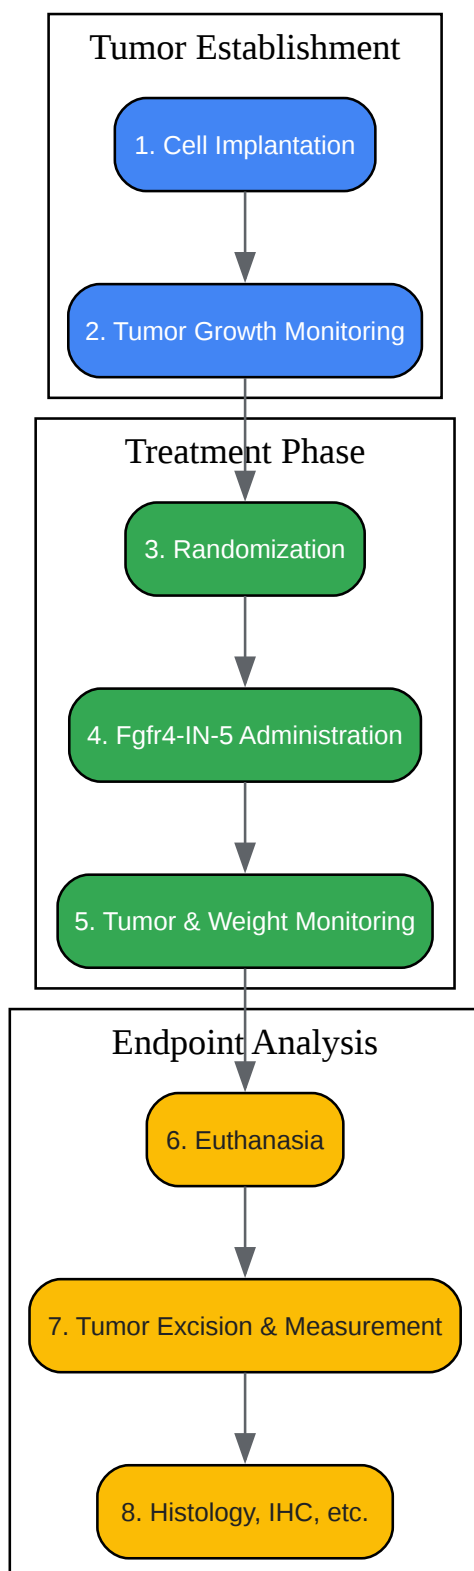 Tumor Establishment
1. Cell Implantation
2. Tumor Growth Monitoring
Treatment Phase
3. Randomization
4. Fgfr4-IN-5 Administration
5. Tumor & Weight Monitoring
Endpoint Analysis
6. Euthanasia
7. Tumor Excision & Measurement
8. Histology, IHC, etc.